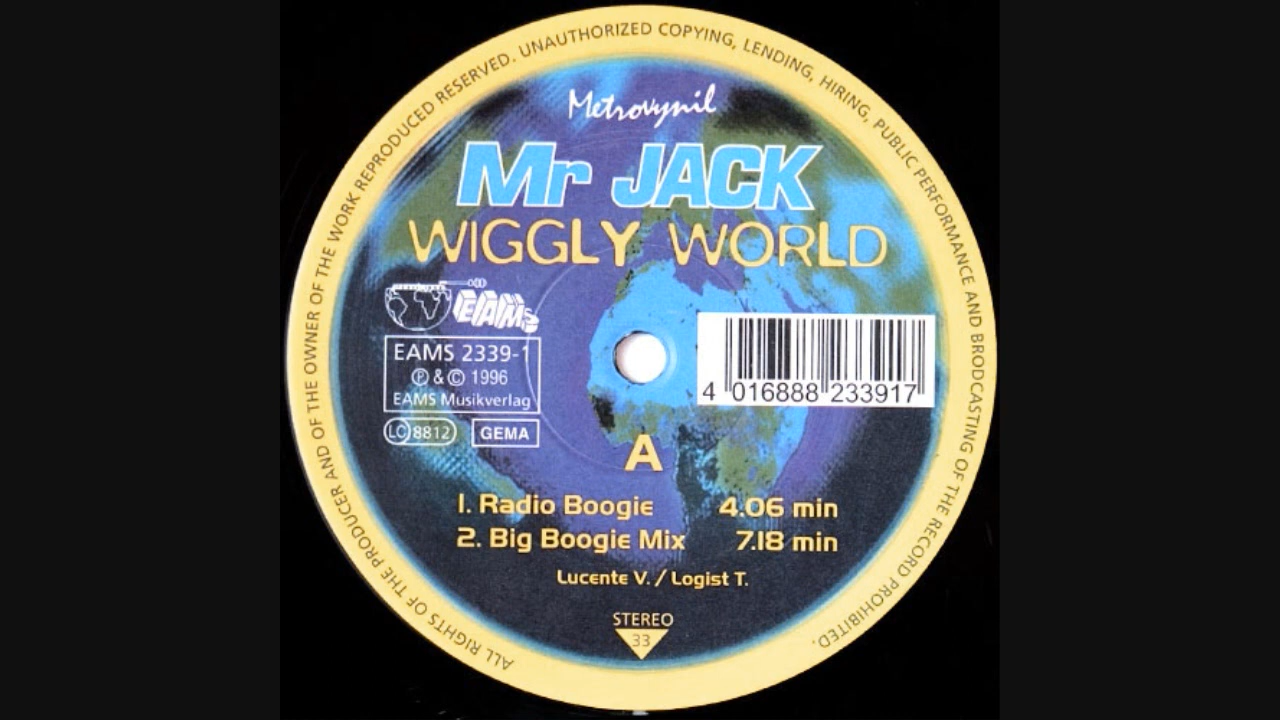 ALL RIGHTS OF THE PRODUCER AND OF THE OWNER OF THE WORK REPRODUCED RESERVED. UNAUTHORIZED COPYING, LENDING, HIRING, PUBLIC PERFORMANCE AND BRODCASTING OF THE RECORD PROHIBITED.
Metrovynil
Mr JACK
WIGGLY WORLD
EAMS
EAMS 2339-1
℗ & © 1996
EAMS Musikverlag
LC 8812
GEMA
4 016888 233917
A
1. Radio Boogie 4.06 min
2. Big Boogie Mix 7.18 min
Lucente V. / Logist T.
STEREO
33